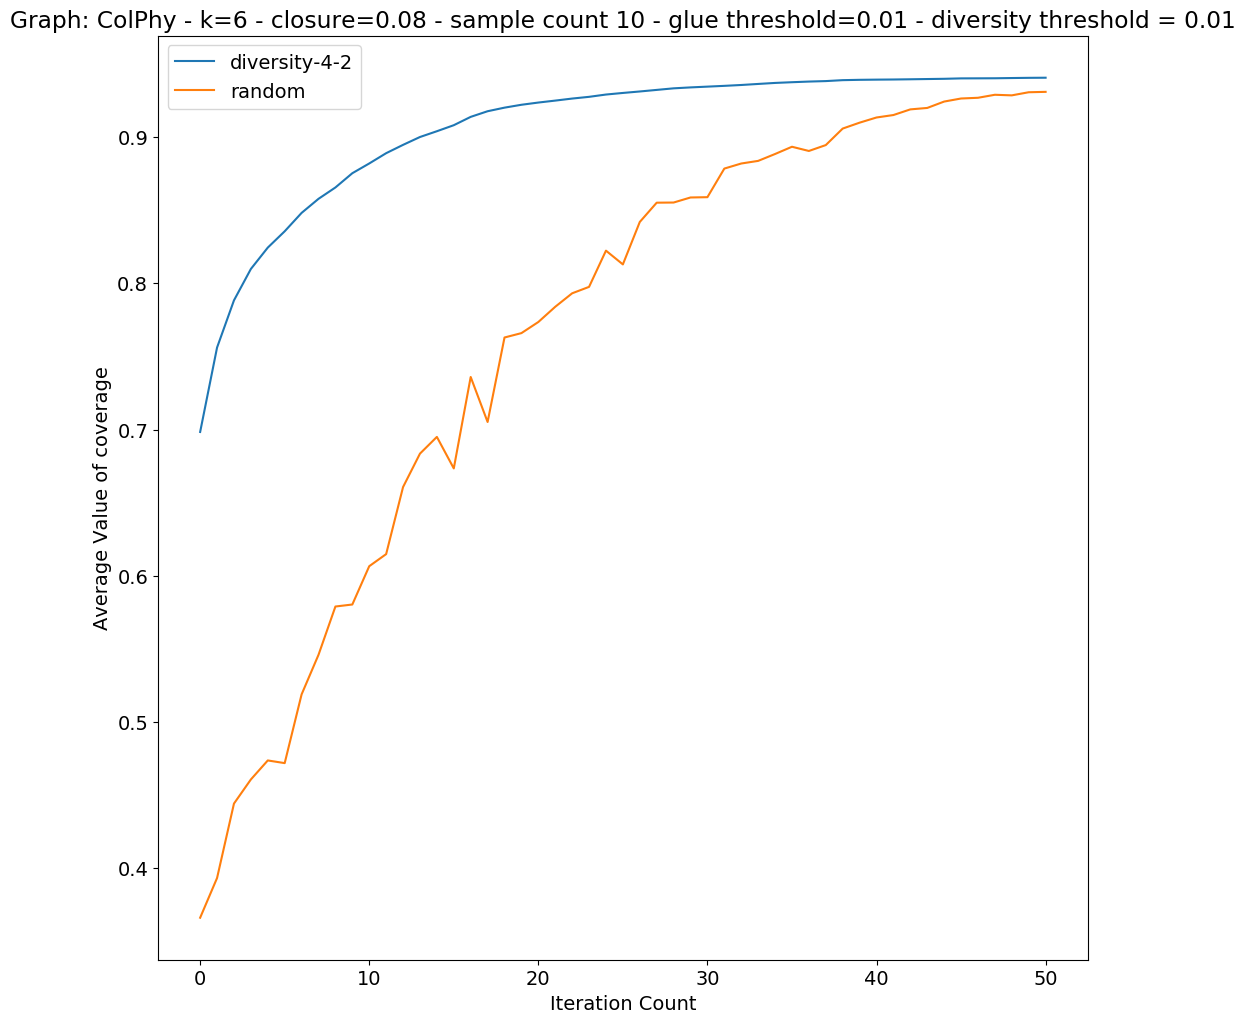 Graph: ColPhy - k=6 - closure=0.08 - sample count 10 - glue threshold=0.01 - diversity threshold = 0.01
diversity-4-2
random
0.9
0.8
0.7
0.6
0.5
0.4
Average Value of coverage
0 10 20 30 40 50
Iteration Count